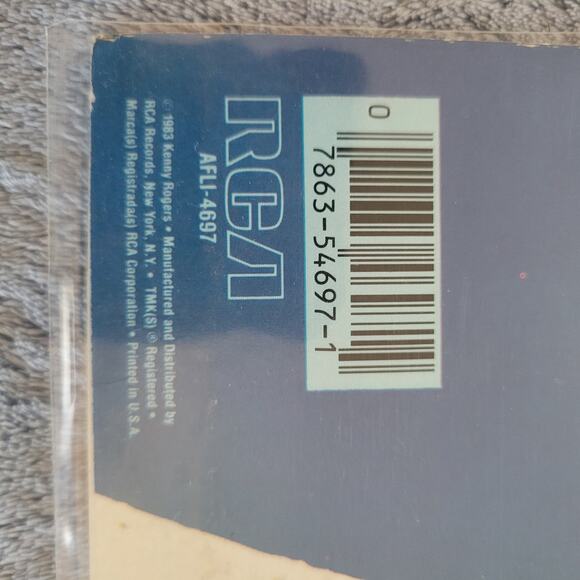 0
7863-54697-1
RCA
AFL1-4697
© 1983 Kenny Rogers • Manufactured and Distributed by
RCA Records, New York, N.Y. • TMK(S) ® Registered •
Marca(s) Registrada(s) RCA Corporation • Printed in U.S.A.